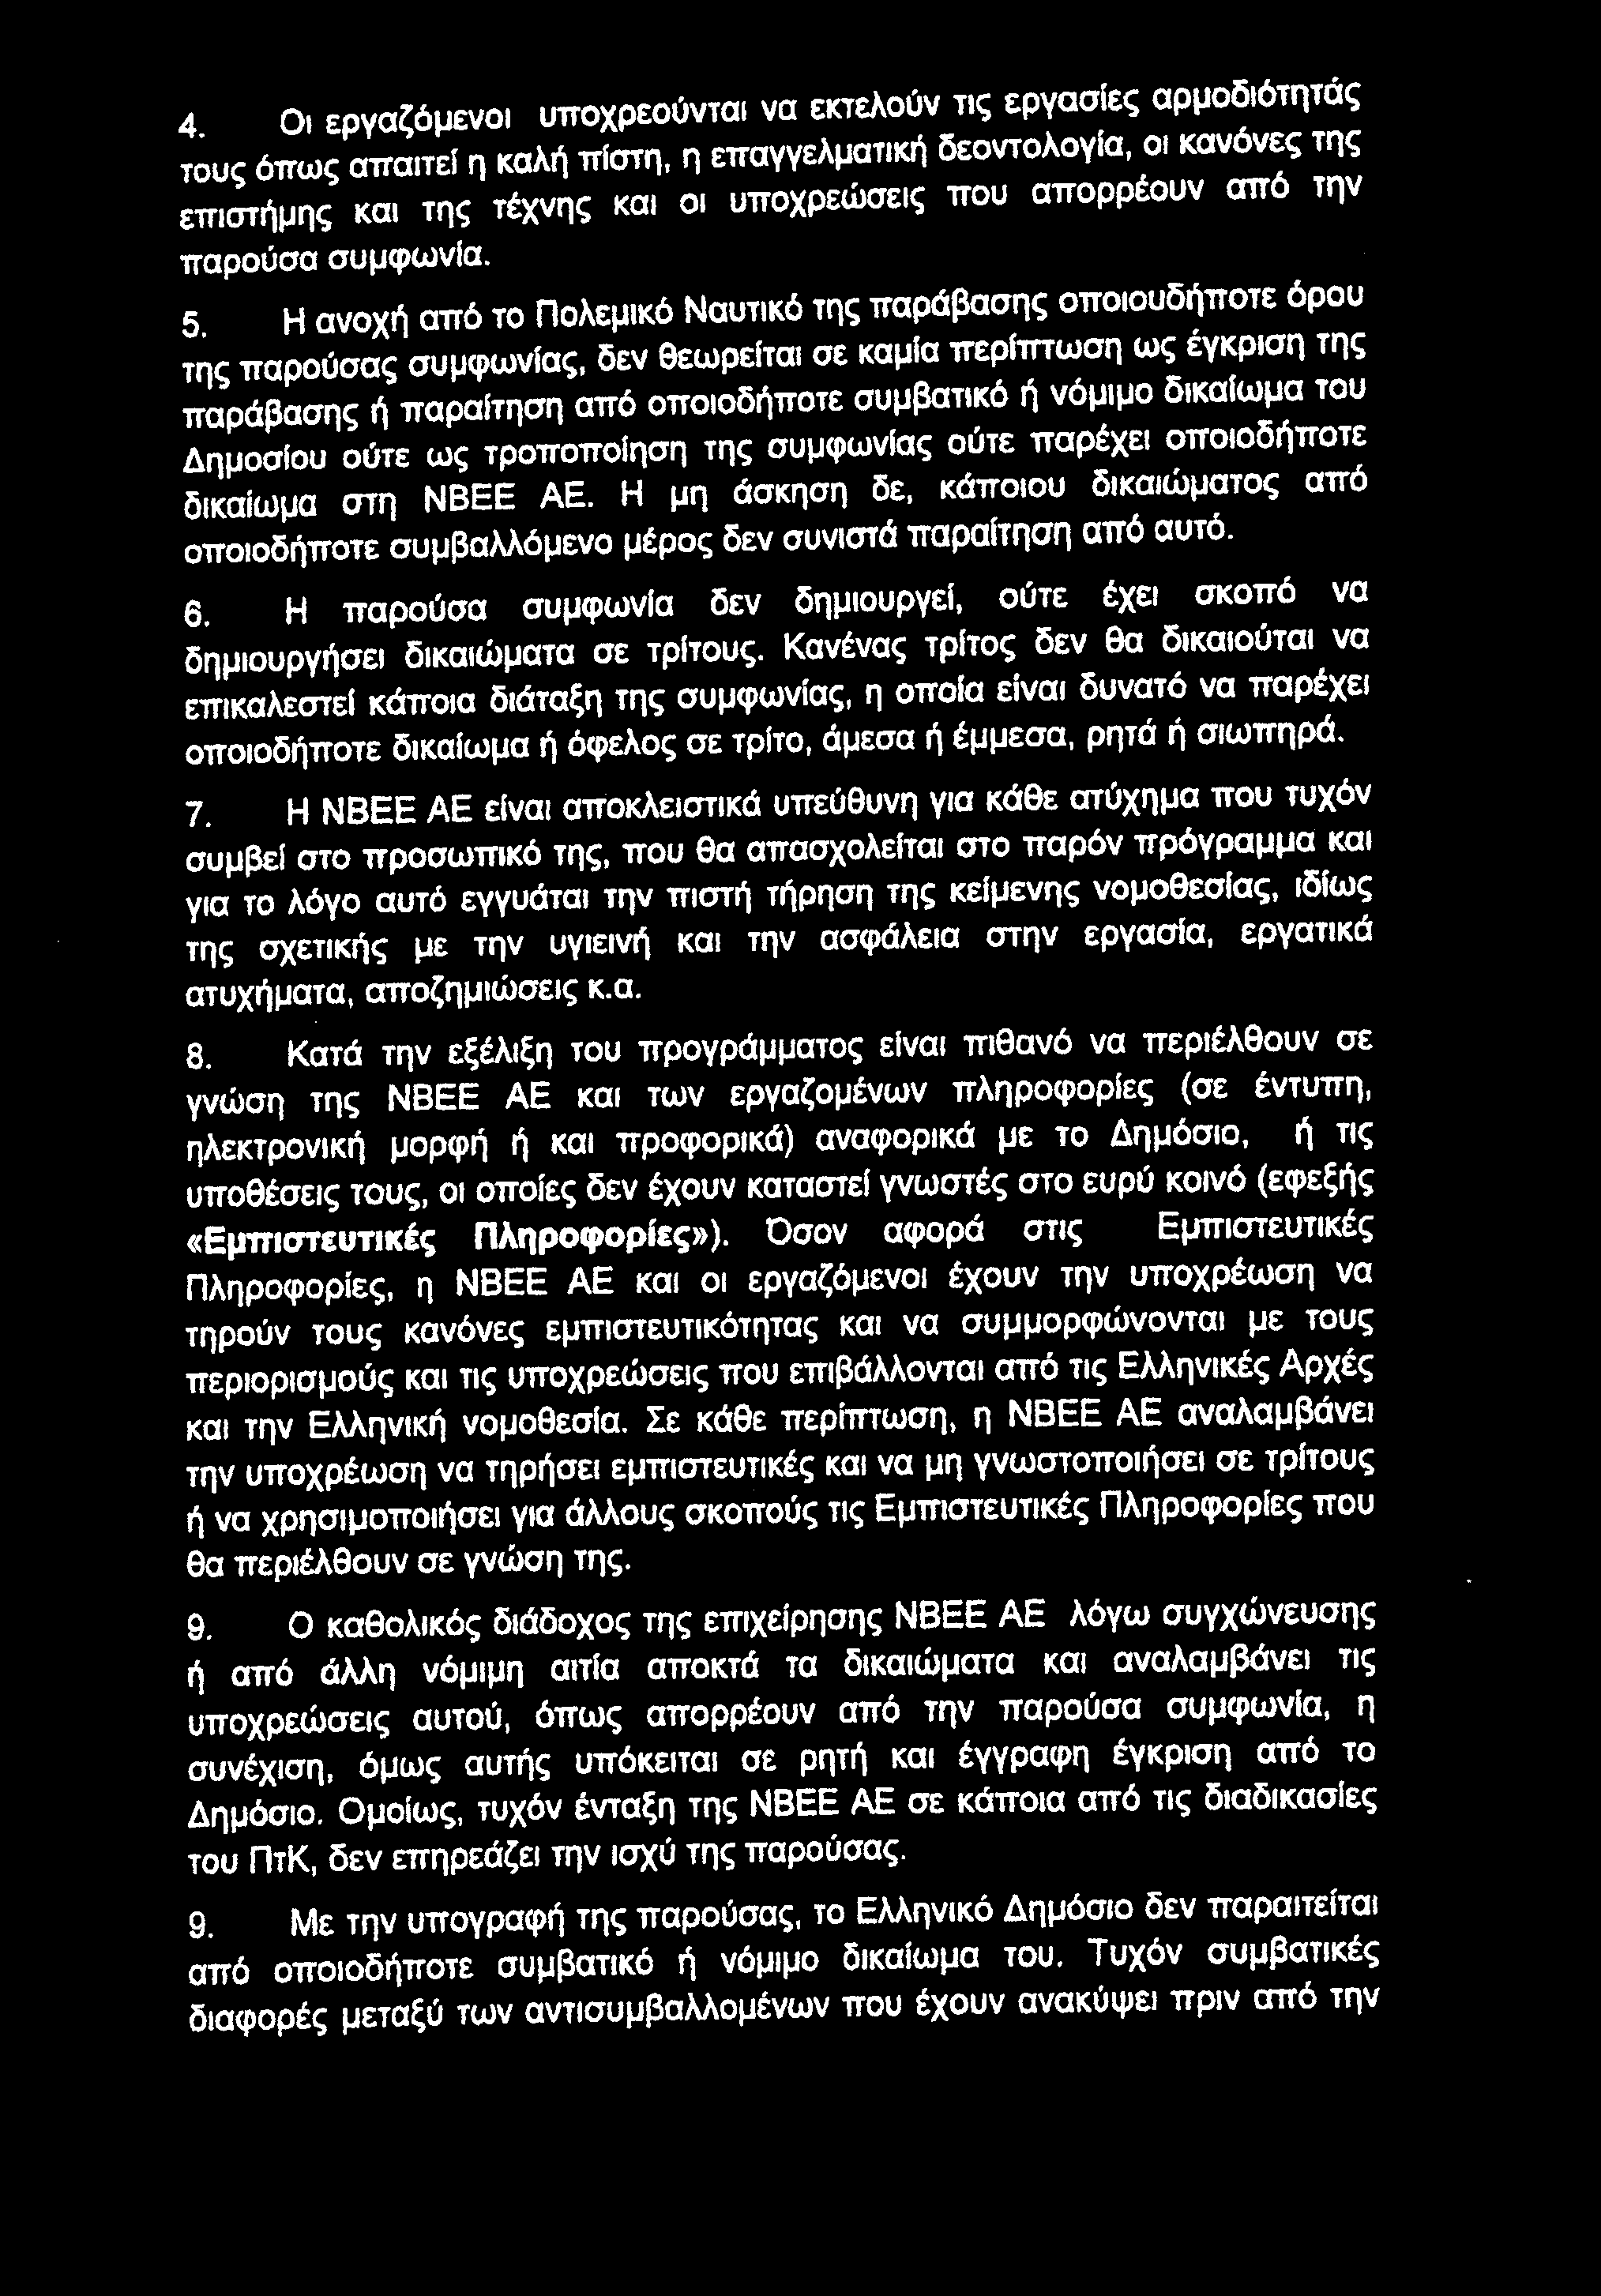 4. Οι εργαζόμενοι υποχρεούνται να εκτελούν τις εργασίες αρμοδιότητάς
τους όπως απαιτεί η καλή πίστη, η επαγγελματική δεοντολογία, οι κανόνες της
επιστήμης και της τέχνης και οι υποχρεώσεις που απορρέουν από την
παρούσα συμφωνία.
5. Η ανοχή από το Πολεμικό Ναυτικό της παράβασης οποιουδήποτε όρου
της παρούσας συμφωνίας, δεν θεωρείται σε καμία περίπτωση ως έγκριση της
παράβασης ή παραίτηση από οποιοδήποτε συμβατικό ή νόμιμο δικαίωμα του
Δημοσίου ούτε ως τροποποίηση της συμφωνίας ούτε παρέχει οποιοδήποτε
δικαίωμα στη ΝΒΕΕ ΑΕ. Η μη άσκηση δε, κάποιου δικαιώματος από
οποιοδήποτε συμβαλλόμενο μέρος δεν συνιστά παραίτηση από αυτό.
6. Η παρούσα συμφωνία δεν δημιουργεί, ούτε έχει σκοπό να
δημιουργήσει δικαιώματα σε τρίτους. Κανένας τρίτος δεν θα δικαιούται να
επικαλεστεί κάποια διάταξη της συμφωνίας, η οποία είναι δυνατό να παρέχει
οποιοδήποτε δικαίωμα ή όφελος σε τρίτο, άμεσα ή έμμεσα, ρητά ή σιωπηρά.
7. Η ΝΒΕΕ ΑΕ είναι αποκλειστικά υπεύθυνη για κάθε ατύχημα που τυχόν
συμβεί στο προσωπικό της, που θα απασχολείται στο παρόν πρόγραμμα και
για το λόγο αυτό εγγυάται την πιστή τήρηση της κείμενης νομοθεσίας, ιδίως
της σχετικής με την υγιεινή και την ασφάλεια στην εργασία, εργατικά
ατυχήματα, αποζημιώσεις κ.α.
8. Κατά την εξέλιξη του προγράμματος είναι πιθανό να περιέλθουν σε
γνώση της ΝΒΕΕ ΑΕ και των εργαζομένων πληροφορίες (σε έντυπη,
ηλεκτρονική μορφή ή και προφορικά) αναφορικά με το Δημόσιο, ή τις
υποθέσεις τους, οι οποίες δεν έχουν καταστεί γνωστές στο ευρύ κοινό (εφεξής
«Εμπιστευτικές Πληροφορίες»). Όσον αφορά στις Εμπιστευτικές
Πληροφορίες, η ΝΒΕΕ ΑΕ και οι εργαζόμενοι έχουν την υποχρέωση να
τηρούν τους κανόνες εμπιστευτικότητας και να συμμορφώνονται με τους
περιορισμούς και τις υποχρεώσεις που επιβάλλονται από τις Ελληνικές Αρχές
και την Ελληνική νομοθεσία. Σε κάθε περίπτωση, η ΝΒΕΕ ΑΕ αναλαμβάνει
την υποχρέωση να τηρήσει εμπιστευτικές και να μη γνωστοποιήσει σε τρίτους
ή να χρησιμοποιήσει για άλλους σκοπούς τις Εμπιστευτικές Πληροφορίες που
θα περιέλθουν σε γνώση της.
9. Ο καθολικός διάδοχος της επιχείρησης ΝΒΕΕ ΑΕ λόγω συγχώνευσης
ή από άλλη νόμιμη αιτία αποκτά τα δικαιώματα και αναλαμβάνει τις
υποχρεώσεις αυτού, όπως απορρέουν από την παρούσα συμφωνία, η
συνέχιση, όμως αυτής υπόκειται σε ρητή και έγγραφη έγκριση από το
Δημόσιο. Ομοίως, τυχόν ένταξη της ΝΒΕΕ ΑΕ σε κάποια από τις διαδικασίες
του ΠτΚ, δεν επηρεάζει την ισχύ της παρούσας.
9. Με την υπογραφή της παρούσας, το Ελληνικό Δημόσιο δεν παραιτείται
από οποιοδήποτε συμβατικό ή νόμιμο δικαίωμα του. Τυχόν συμβατικές
διαφορές μεταξύ των αντισυμβαλλομένων που έχουν ανακύψει πριν από την